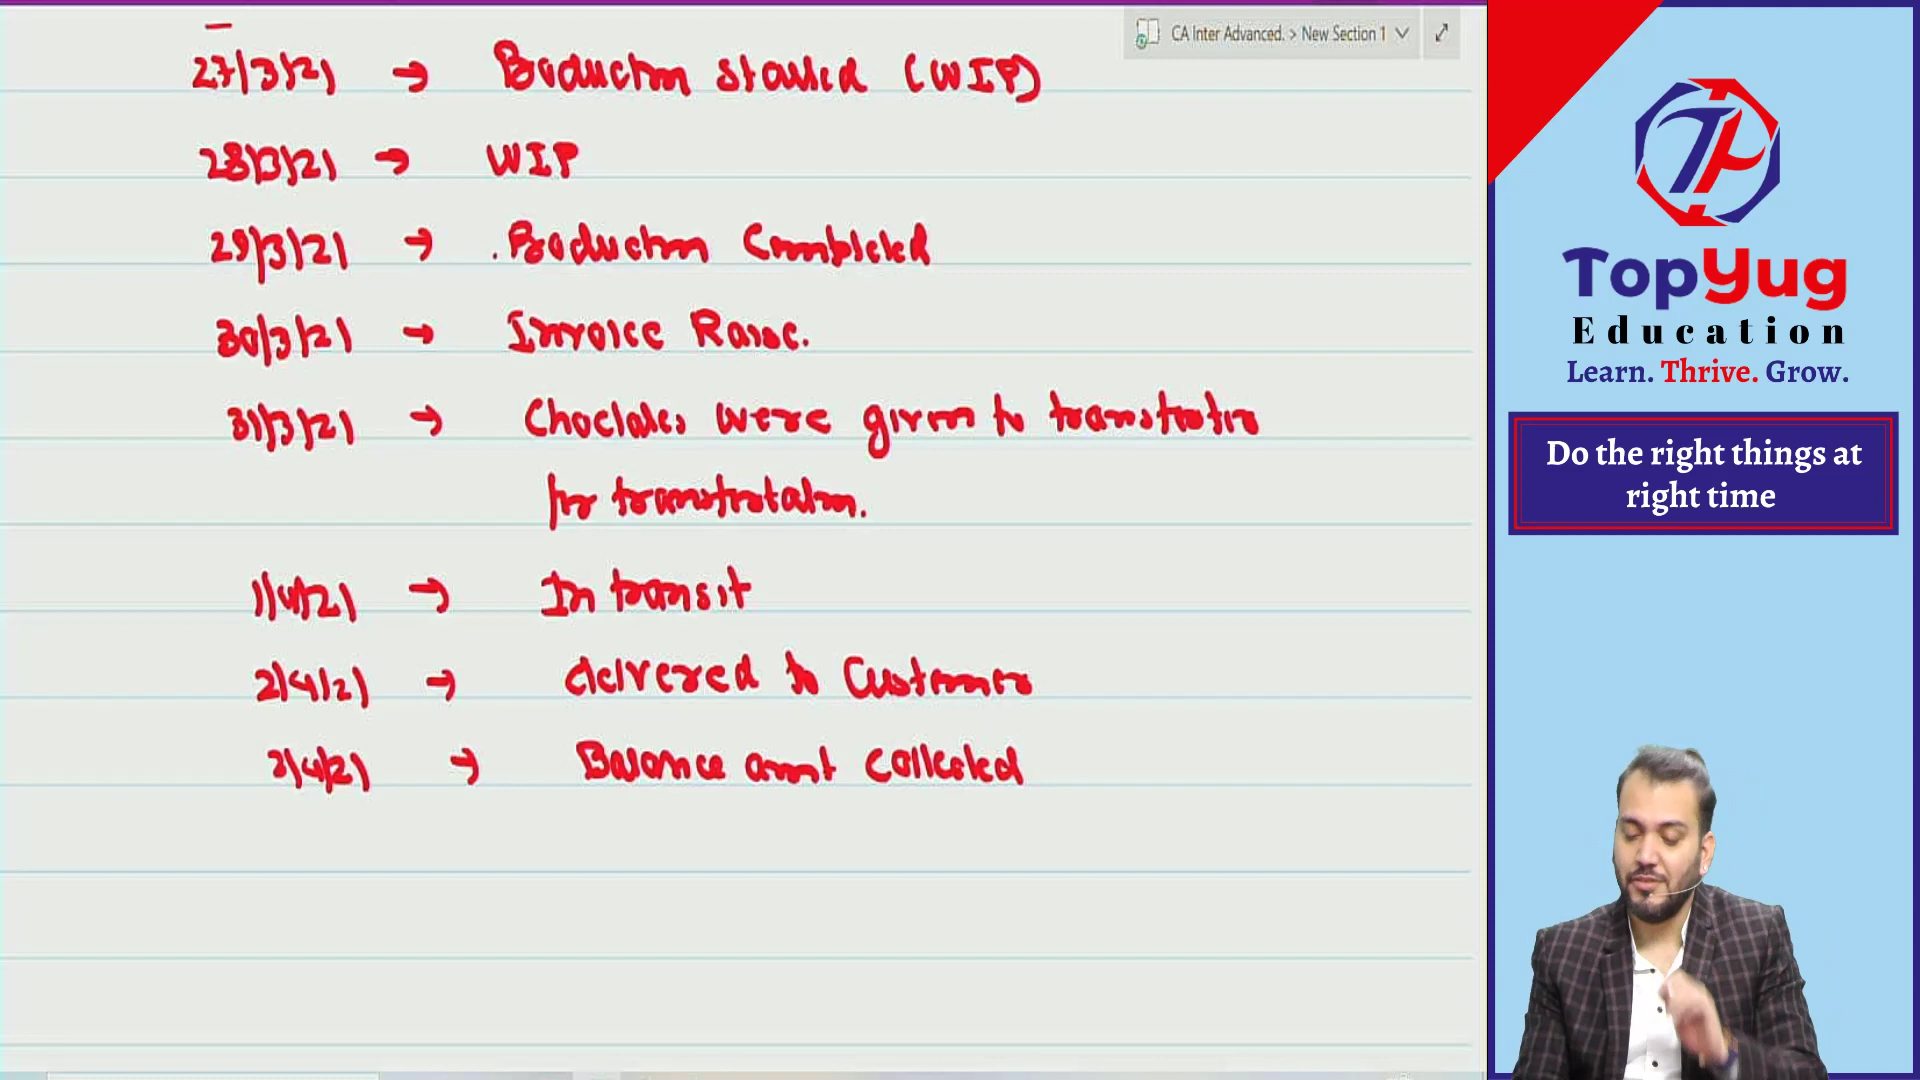 CA Inter Advanced. > New Section 1
27/3/21 → Production started (WIP)
28/3/21 → WIP
29/3/21 → Production Completed
30/3/21 → Invoice Raise.
31/3/21 → Choclates were given to transporter
for transportation.
1/4/21 → In transit
2/4/21 → delivered to Customer
3/4/21 → Balance amt collected
TopYug
Education
Learn. Thrive. Grow.
Do the right things at
right time